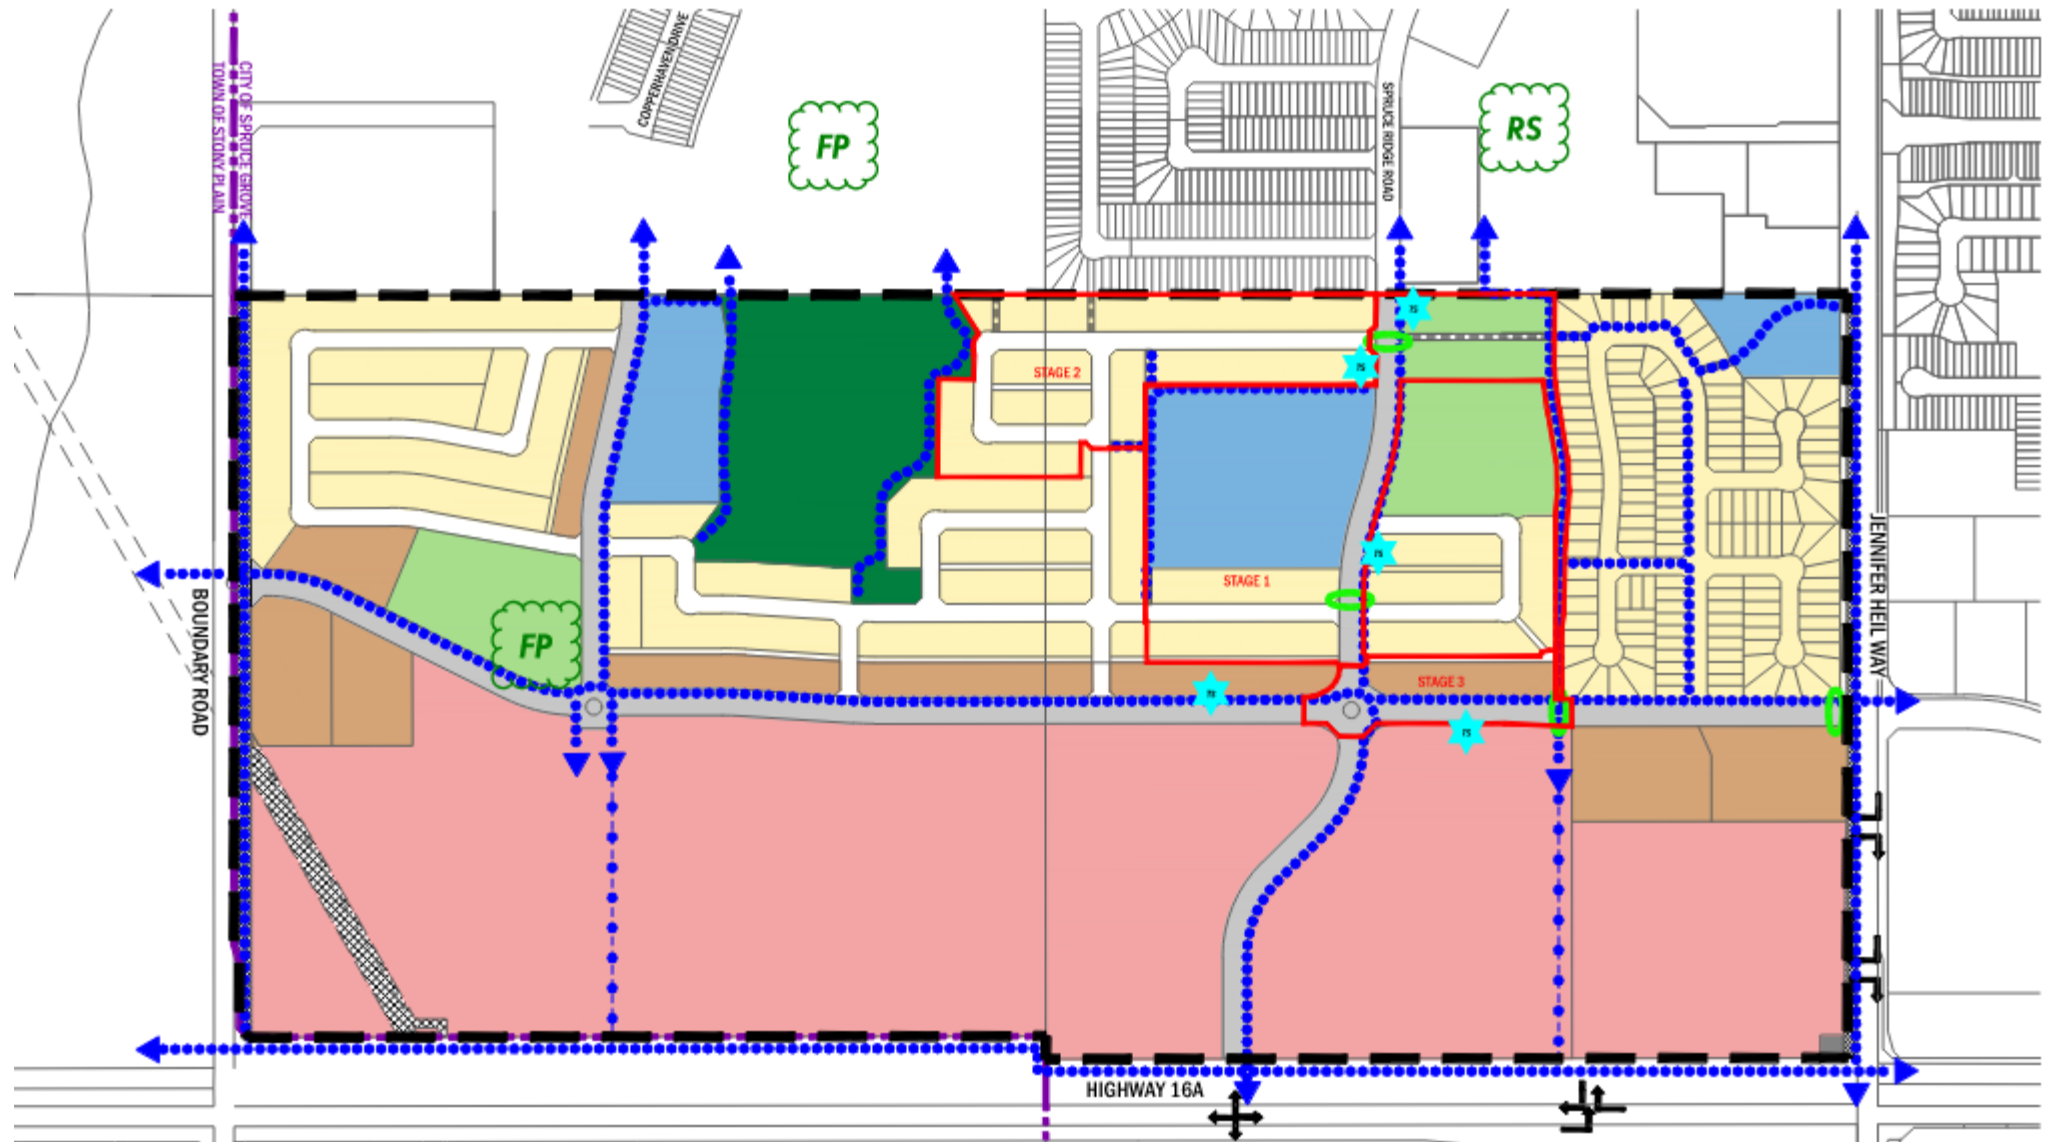 COPPERHAVEN DRIVE
CITY OF SPRUCE GROVE
TOWN OF STONY PLAIN
FP
SPRUCE RIDGE ROAD
RS
STAGE 2
STAGE 1
FP
STAGE 3
BOUNDARY ROAD
JENNIFER HEIL WAY
HIGHWAY 16A